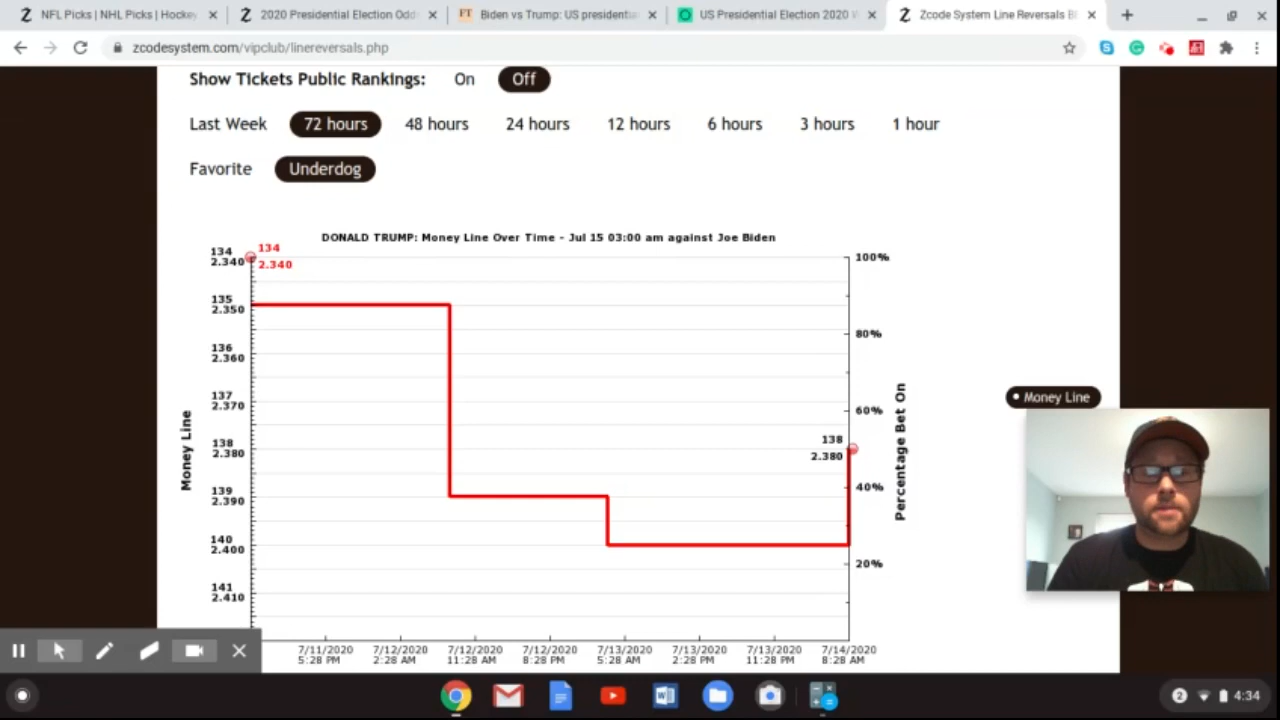 NFL Picks | NHL Picks | Hockey
2020 Presidential Election Odd
FT Biden vs Trump: US presidentia
US Presidential Election 2020
Zcode System Line Reversals B
zcodesystem.com/vipclub/linereversals.php
Show Tickets Public Rankings: On Off
Last Week 72 hours 48 hours 24 hours 12 hours 6 hours 3 hours 1 hour
Favorite Underdog
DONALD TRUMP: Money Line Over Time - Jul 15 03:00 am against Joe Biden
134
2.340
134
2.340
135
2.350
136
2.360
137
2.370
138
2.380
139
2.390
140
2.400
141
2.410
Money Line
138
2.380
100%
80%
60%
40%
20%
Percentage Bet On
Money Line
7/11/2020
5:28 PM
7/12/2020
2:28 AM
7/12/2020
11:28 AM
7/12/2020
8:28 PM
7/13/2020
5:28 AM
7/13/2020
2:28 PM
7/13/2020
11:28 PM
7/14/2020
8:28 AM
2 4:34